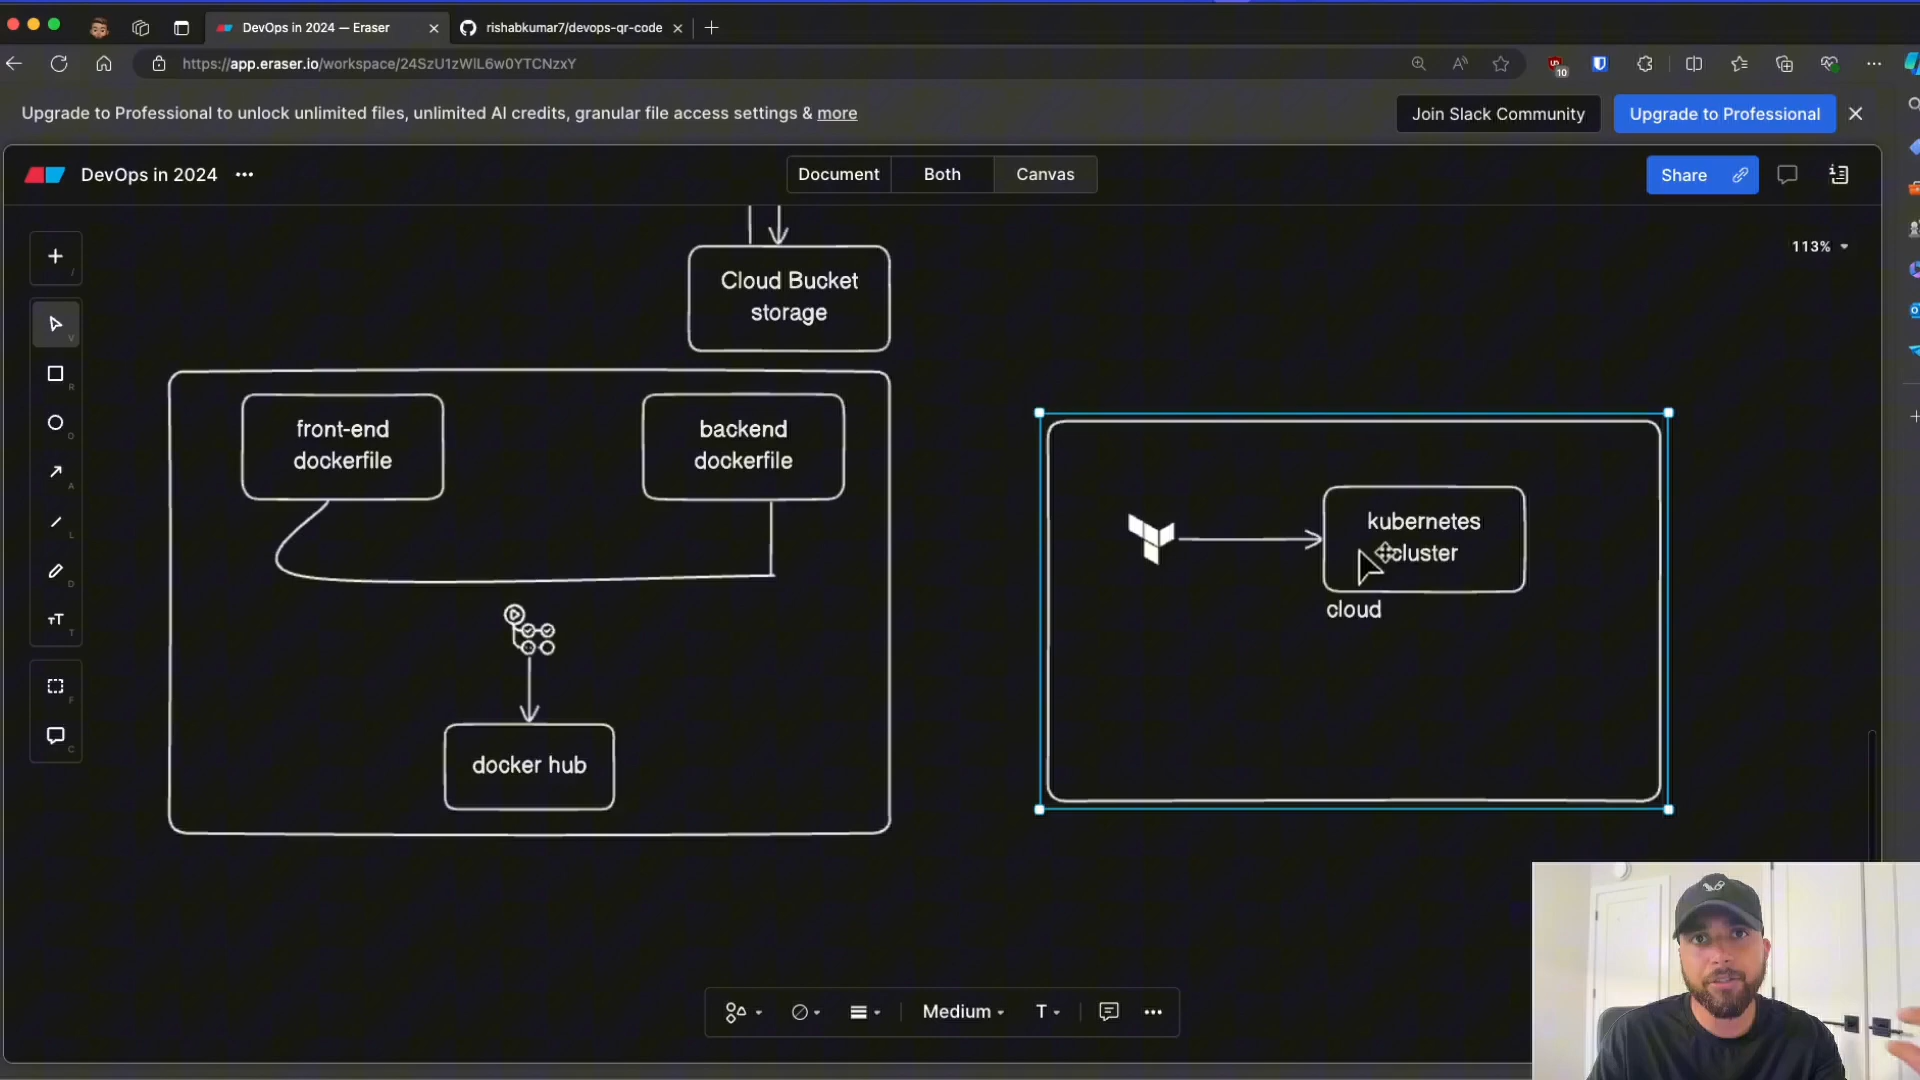 DevOps in 2024 — Eraser
rishabkumar7/devops-qr-code
https://app.eraser.io/workspace/24SzU1zWlL6w0YTCNzxY
10
Upgrade to Professional to unlock unlimited files, unlimited AI credits, granular file access settings & more
Join Slack Community
Upgrade to Professional
DevOps in 2024
Document
Both
Canvas
Share
113%
Cloud Bucket
storage
front-end
dockerfile
backend
dockerfile
docker hub
kubernetes
cluster
cloud
/
V
R
O
A
L
D
T
F
C
Medium
T